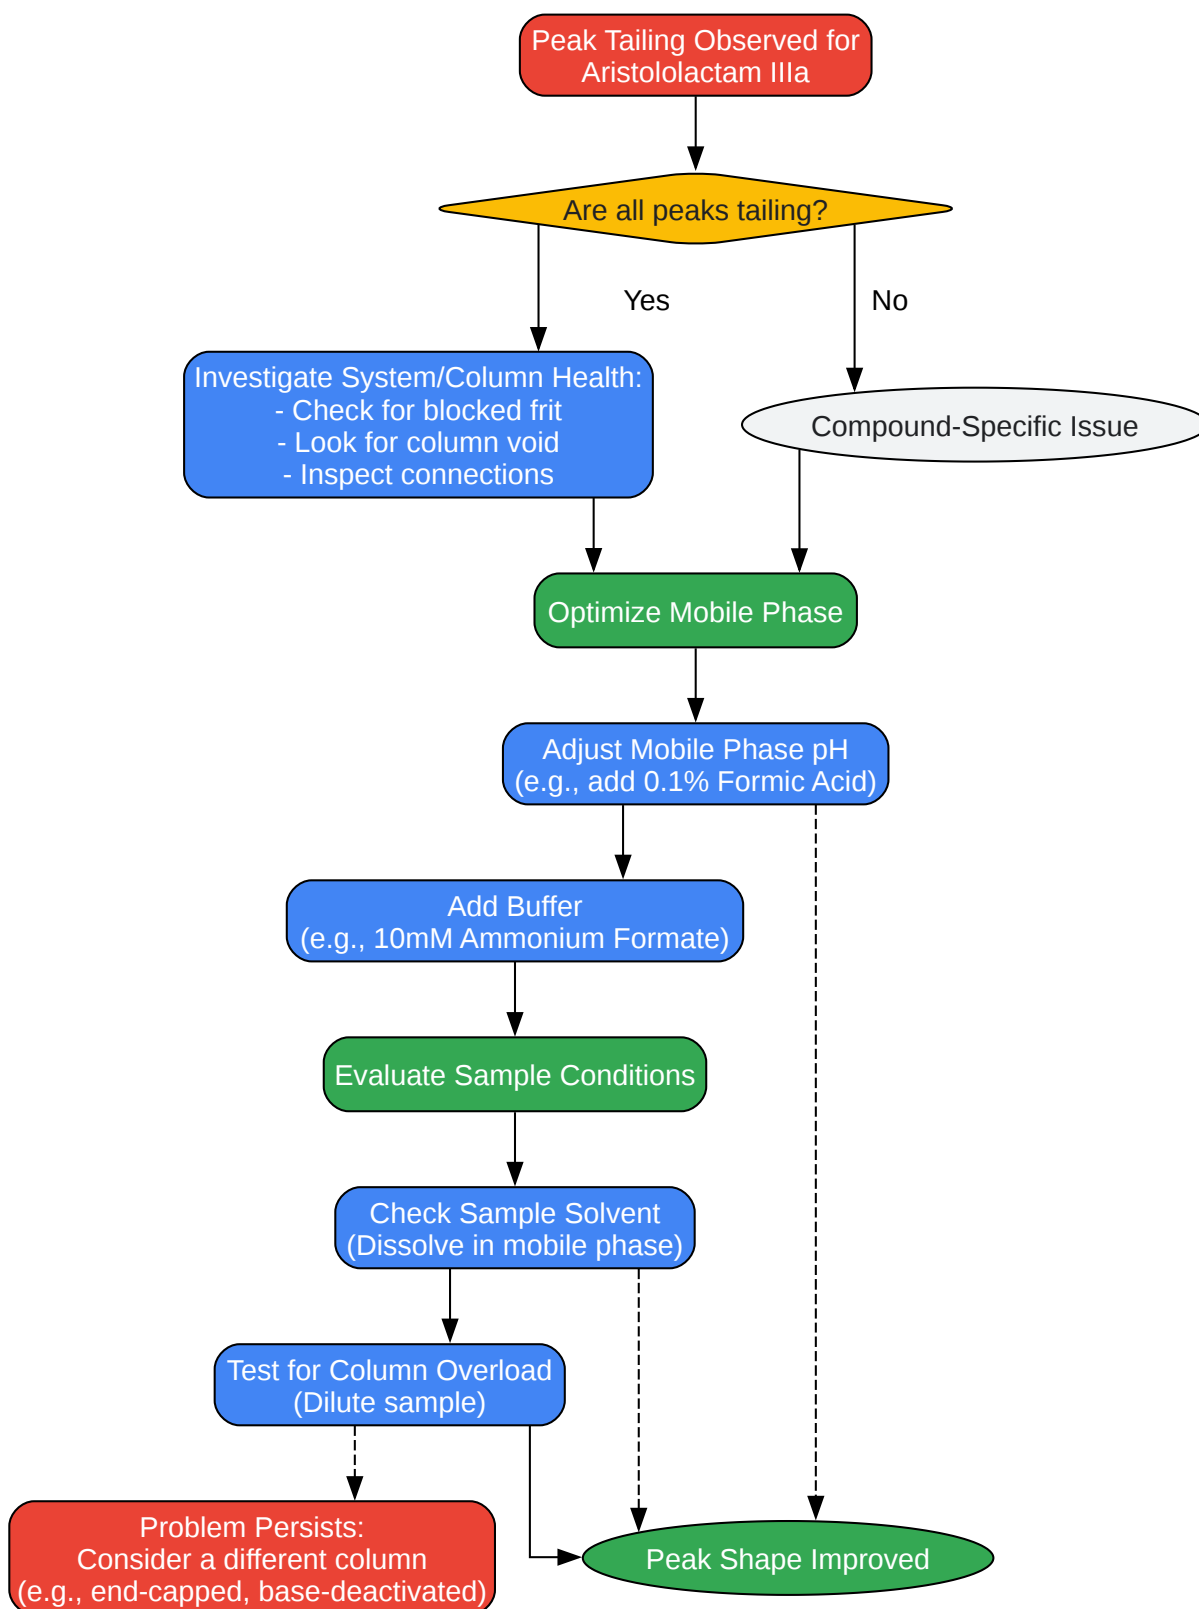 Peak Tailing Observed for
Aristololactam IIIa
Are all peaks tailing?
Yes
No
Investigate System/Column Health:
- Check for blocked frit
- Look for column void
- Inspect connections
Compound-Specific Issue
Optimize Mobile Phase
Adjust Mobile Phase pH
(e.g., add 0.1% Formic Acid)
Add Buffer
(e.g., 10mM Ammonium Formate)
Evaluate Sample Conditions
Check Sample Solvent
(Dissolve in mobile phase)
Test for Column Overload
(Dilute sample)
Problem Persists:
Consider a different column
(e.g., end-capped, base-deactivated)
Peak Shape Improved